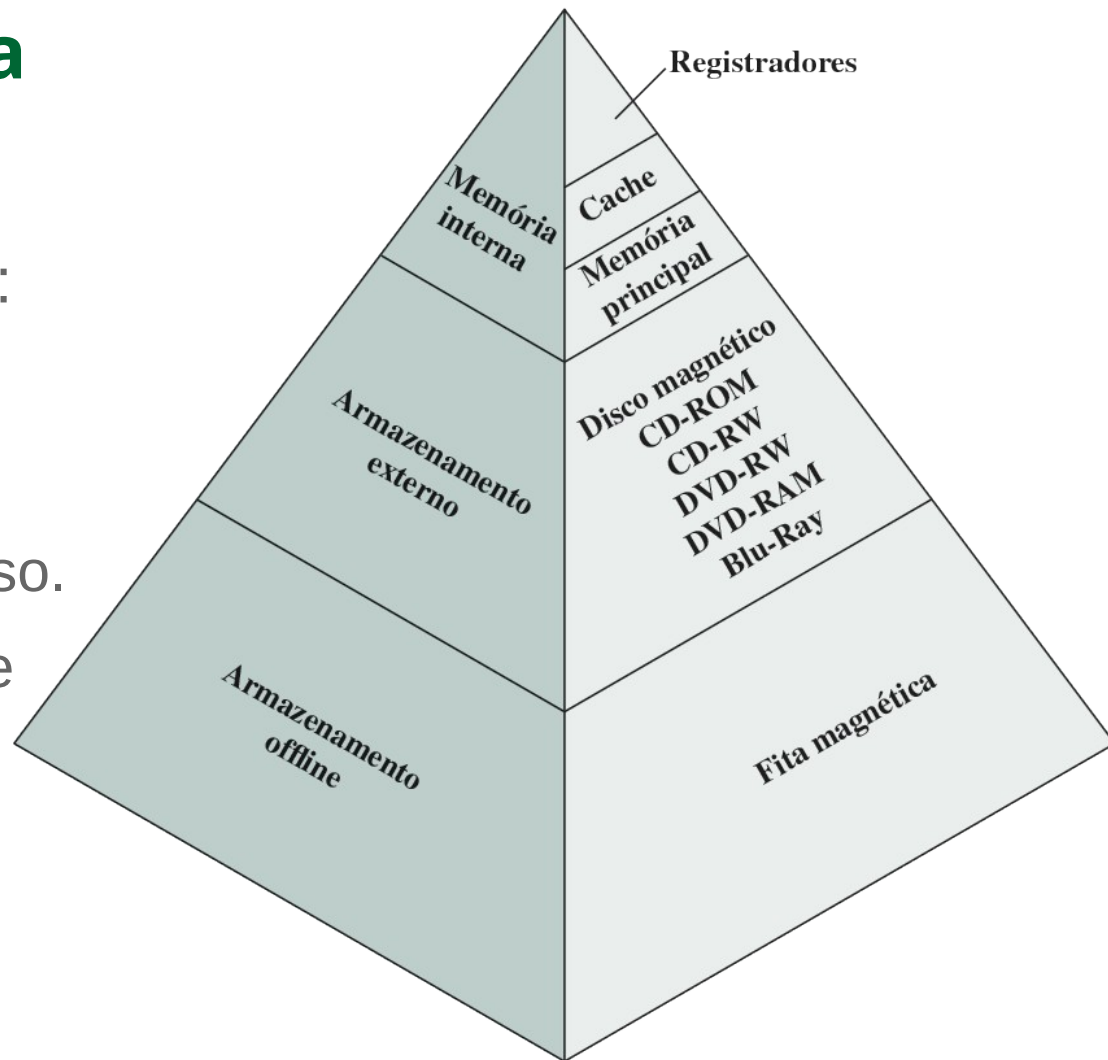 a
:
so.
e
Registradores
Memória
interna
Cache
Memória
principal
Armazenamento
externo
Disco magnético
CD-ROM
CD-RW
DVD-RW
DVD-RAM
Blu-Ray
Armazenamento
offline
Fita magnética